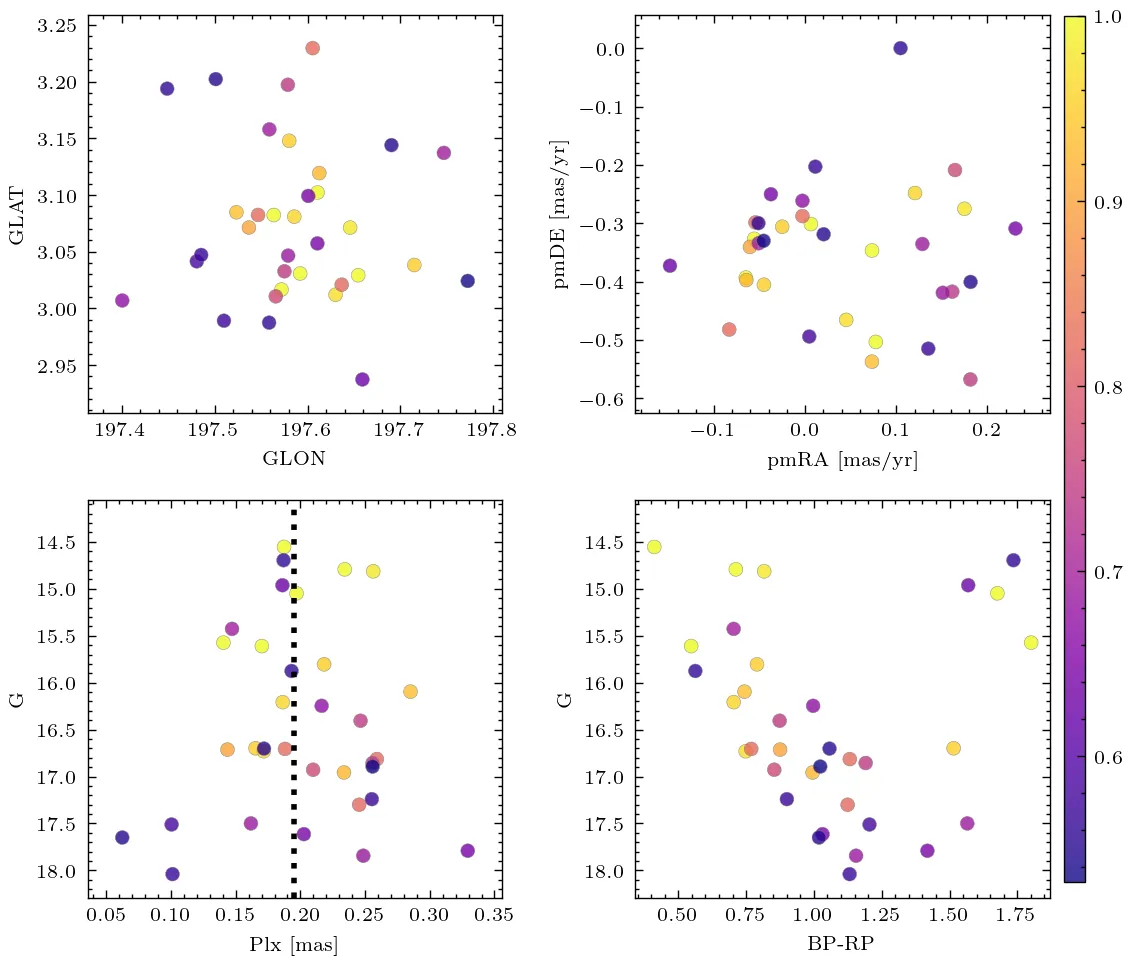 3.25
3.20
3.15
3.10
3.05
3.00
2.95
GLAT
197.4 197.5 197.6 197.7 197.8
GLON
0.0
−0.1
−0.2
−0.3
−0.4
−0.5
−0.6
pmDE [mas/yr]
−0.1 0.0 0.1 0.2
pmRA [mas/yr]
1.0
0.9
0.8
0.7
0.6
14.5
15.0
15.5
16.0
16.5
17.0
17.5
18.0
G
0.05 0.10 0.15 0.20 0.25 0.30 0.35
Plx [mas]
14.5
15.0
15.5
16.0
16.5
17.0
17.5
18.0
G
0.50 0.75 1.00 1.25 1.50 1.75
BP-RP